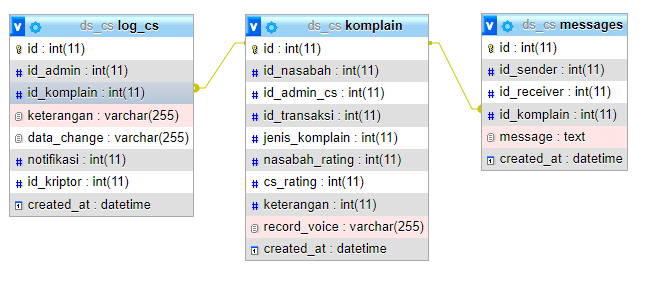 v ds_cs log_cs
id : int(11)
# id_admin : int(11)
# id_komplain : int(11)
keterangan : varchar(255)
data_change : varchar(255)
# notifikasi : int(11)
# id_kriptor : int(11)
created_at : datetime
v ds_cs komplain
id : int(11)
# id_nasabah : int(11)
# id_admin_cs : int(11)
# id_transaksi : int(11)
# jenis_komplain : int(11)
# nasabah_rating : int(11)
# cs_rating : int(11)
# keterangan : int(11)
record_voice : varchar(255)
created_at : datetime
v ds_cs messages
id : int(11)
# id_sender : int(11)
# id_receiver : int(11)
# id_komplain : int(11)
message : text
created_at : datetime